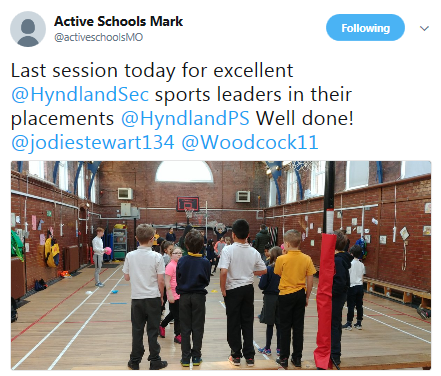 Active Schools Mark
@activeschoolsMO
Following
Last session today for excellent
@HyndlandSec sports leaders in their
placements @HyndlandPS Well done!
@jodiestewart134 @Woodcock11